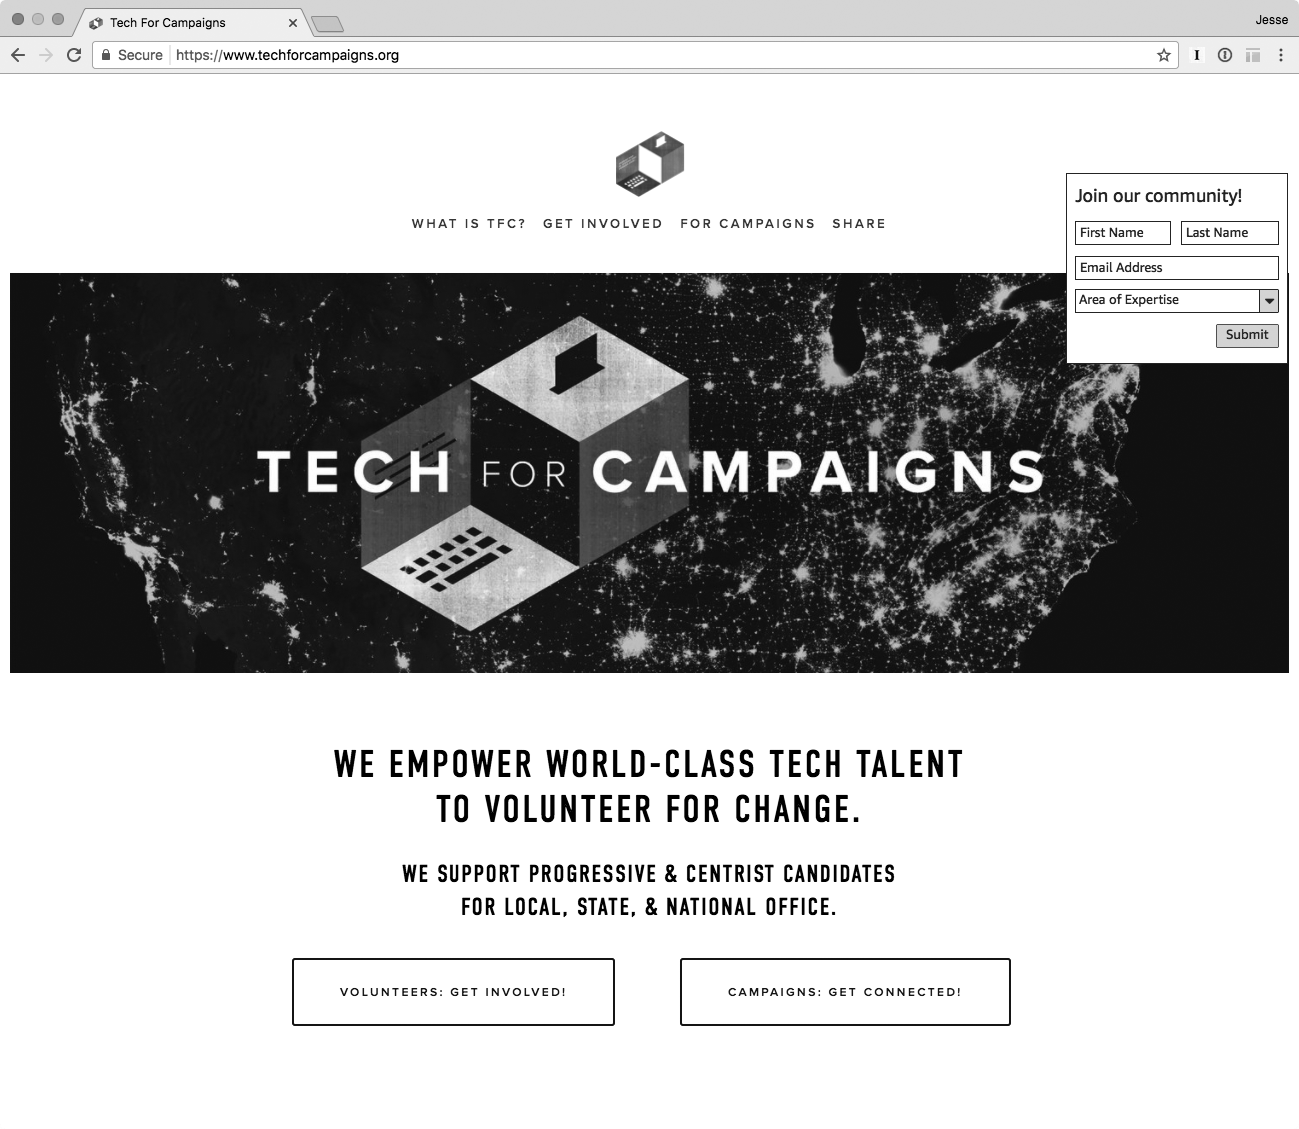 Tech For Campaigns
Jesse
Secure
https://www.techforcampaigns.org
WHAT IS TFC? GET INVOLVED FOR CAMPAIGNS SHARE
Join our community!
First Name
Last Name
Email Address
Area of Expertise
Submit
TECH FOR CAMPAIGNS
WE EMPOWER WORLD-CLASS TECH TALENT
TO VOLUNTEER FOR CHANGE.
WE SUPPORT PROGRESSIVE & CENTRIST CANDIDATES
FOR LOCAL, STATE, & NATIONAL OFFICE.
VOLUNTEERS: GET INVOLVED!
CAMPAIGNS: GET CONNECTED!